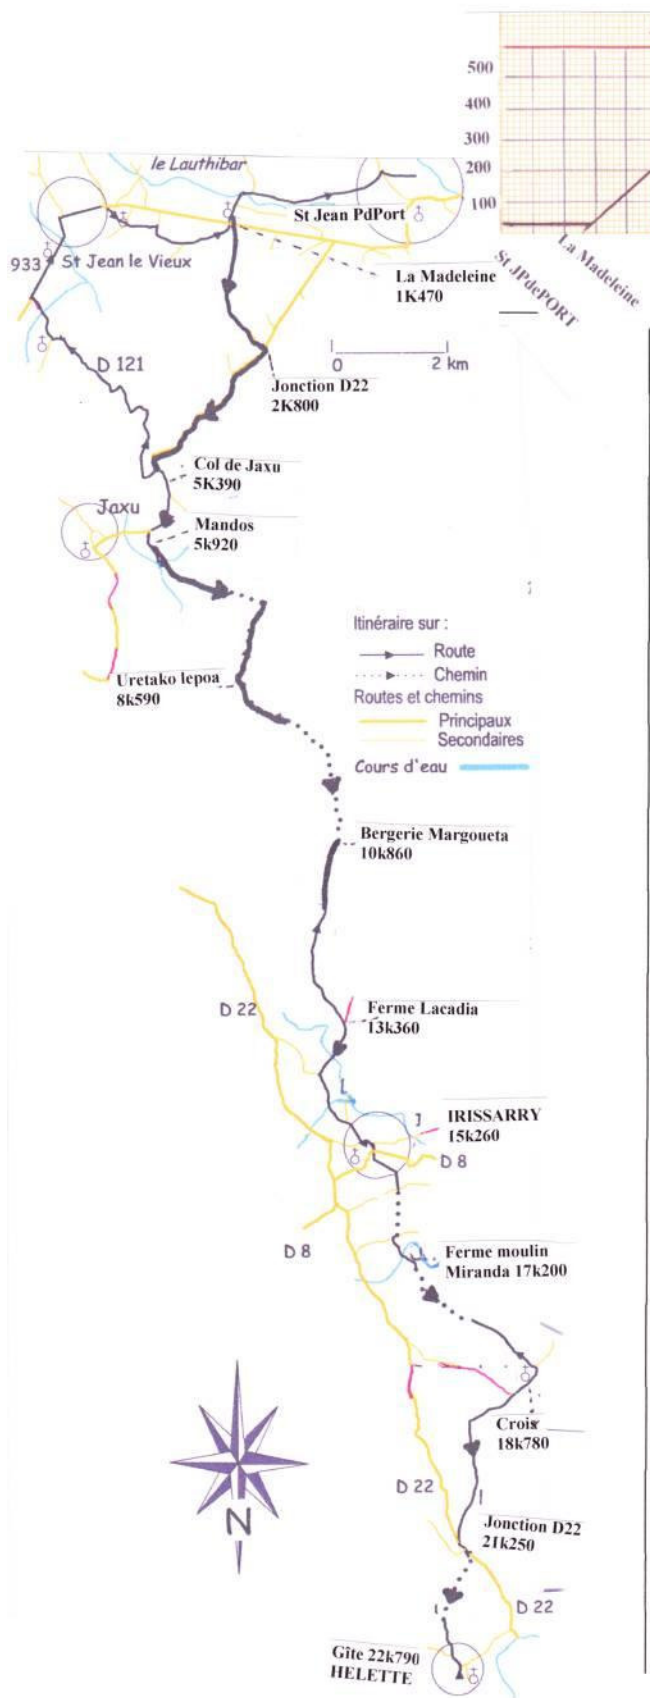 500
400
300
200
100
St JPdePORT
La Madeleine
le Lauthibar
St Jean PdPort
933
St Jean le Vieux
La Madeleine
1K470
D 121
0 2 km
Jonction D22
2K800
Col de Jaxu
5K390
Jaxu
Mandos
5k920
Itinéraire sur :
Route
Chemin
Routes et chemins
Principaux
Secondaires
Cours d'eau
Uretako lepoa
8k590
Bergerie Margoueta
10k860
D 22
Ferme Lacadia
13k360
IRISSARRY
15k260
D 8
D 8
Ferme moulin
Miranda 17k200
Croix
18k780
N
D 22
Jonction D22
21k250
D 22
Gîte 22k790
HELETTE